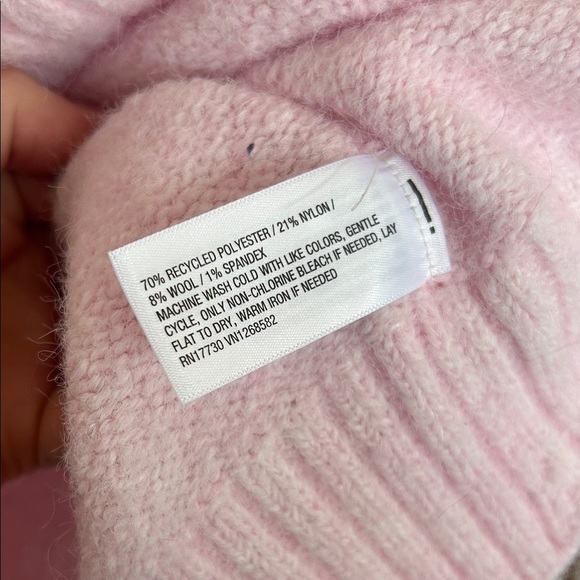 70% RECYCLED POLYESTER / 21% NYLON /
8% WOOL / 1% SPANDEX
MACHINE WASH COLD WITH LIKE COLORS, GENTLE
CYCLE, ONLY NON-CHLORINE BLEACH IF NEEDED, LAY
FLAT TO DRY, WARM IRON IF NEEDED
RN17730 VN1268582